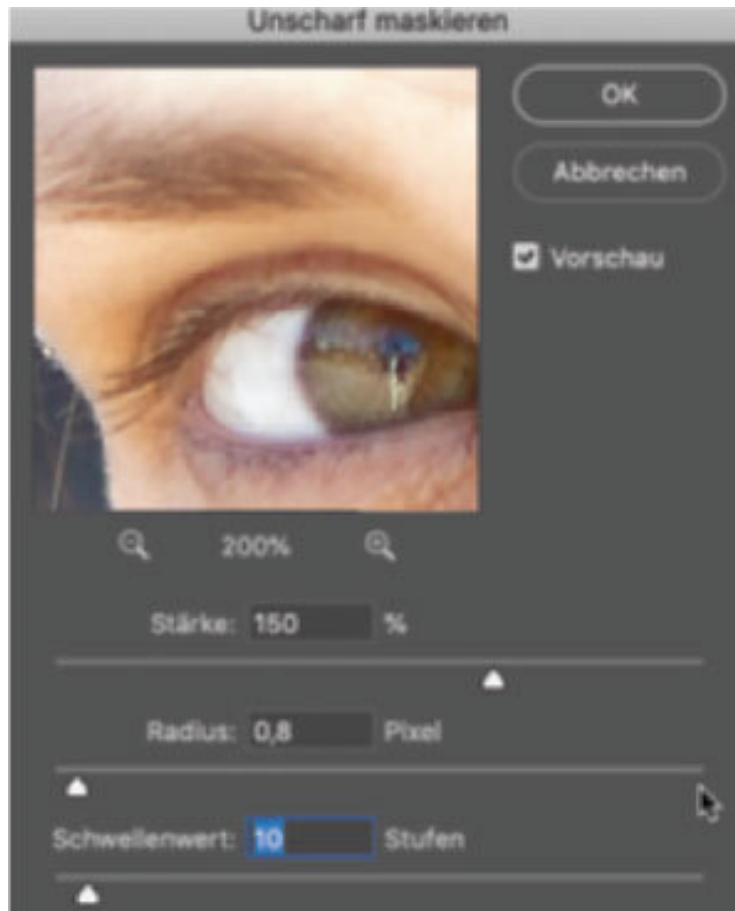 Unscharf maskieren
OK
Abbrechen
Vorschau
200%
Stärke: 150 %
Radius: 0,8 Pixel
Schwellenwert: 10 Stufen